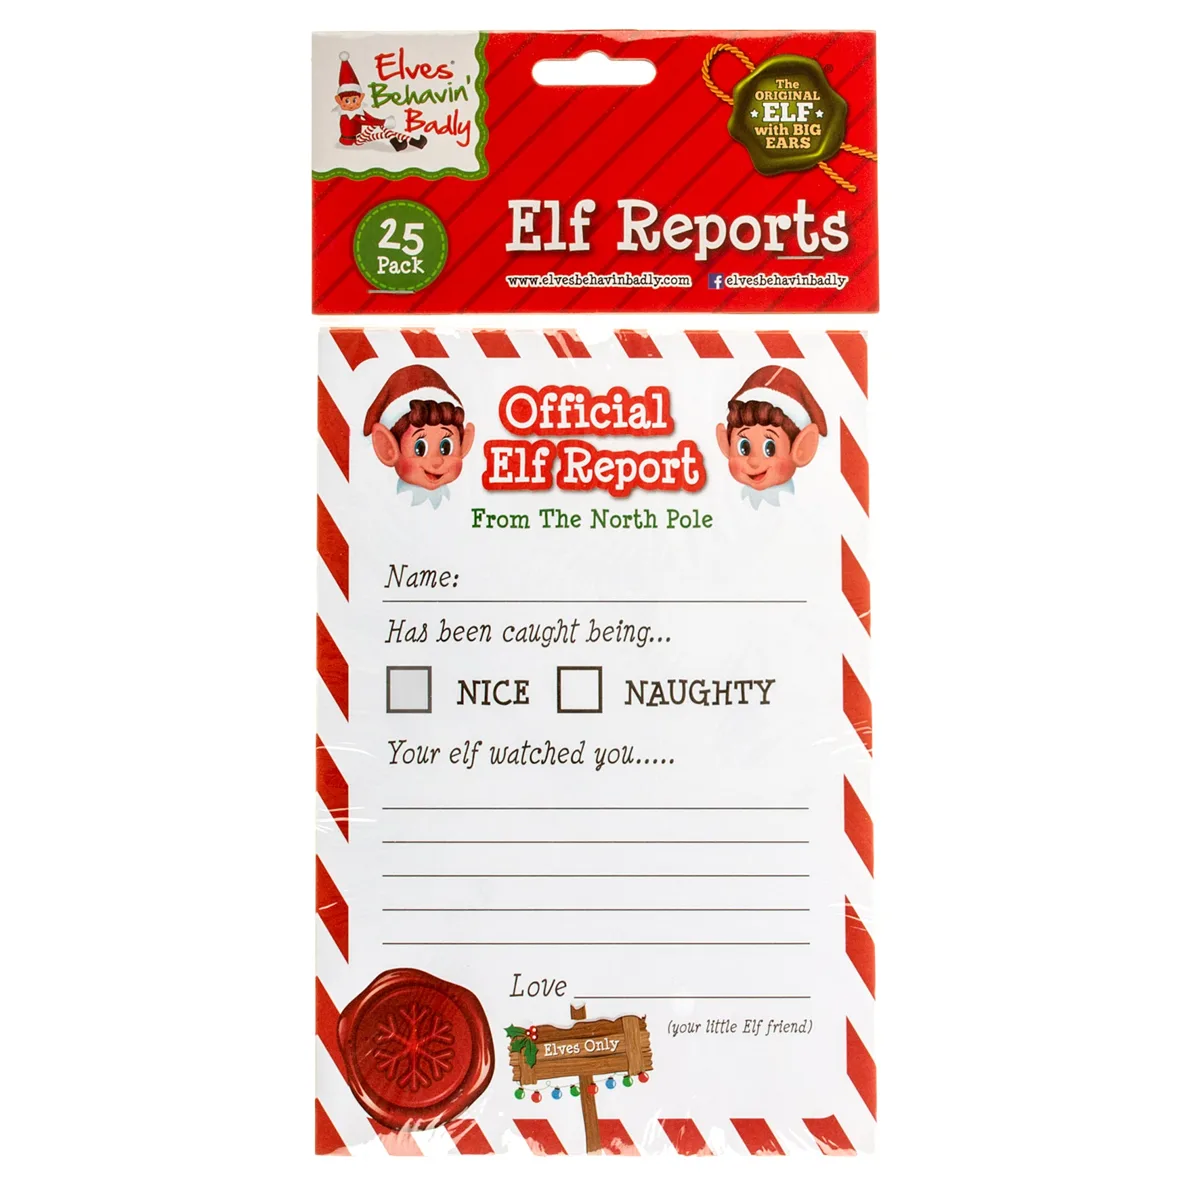 Elves®
Behavin'
Badly
The
ORIGINAL
ELF
with BIG
EARS
25
Pack
Elf Reports
www.elvesbehavinbadly.com
f elvesbehavinbadly
Official
Elf Report
From The North Pole
Name:
Has been caught being...
NICE NAUGHTY
Your elf watched you.....
Love
(your little Elf friend)
Elves Only